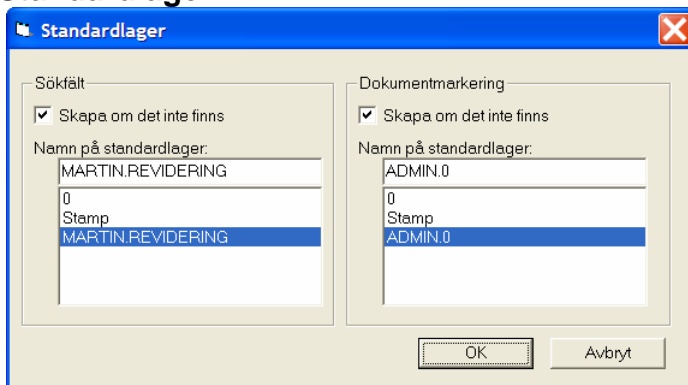 Standardlager
Sökfält
Skapa om det inte finns
Namn på standardlager:
MARTIN.REVIDERING
0
Stamp
MARTIN.REVIDERING
Dokumentmarkering
Skapa om det inte finns
Namn på standardlager:
ADMIN.0
0
Stamp
ADMIN.0
OK
Avbryt